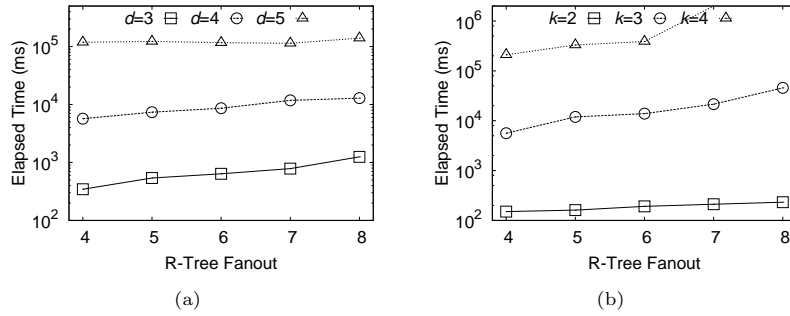 d=3 d=4 d=5
10^5
10^4
10^3
10^2
Elapsed Time (ms)
4 5 6 7 8
R-Tree Fanout
(a)
k=2 k=3 k=4
10^6
10^5
10^4
10^3
10^2
Elapsed Time (ms)
4 5 6 7 8
R-Tree Fanout
(b)